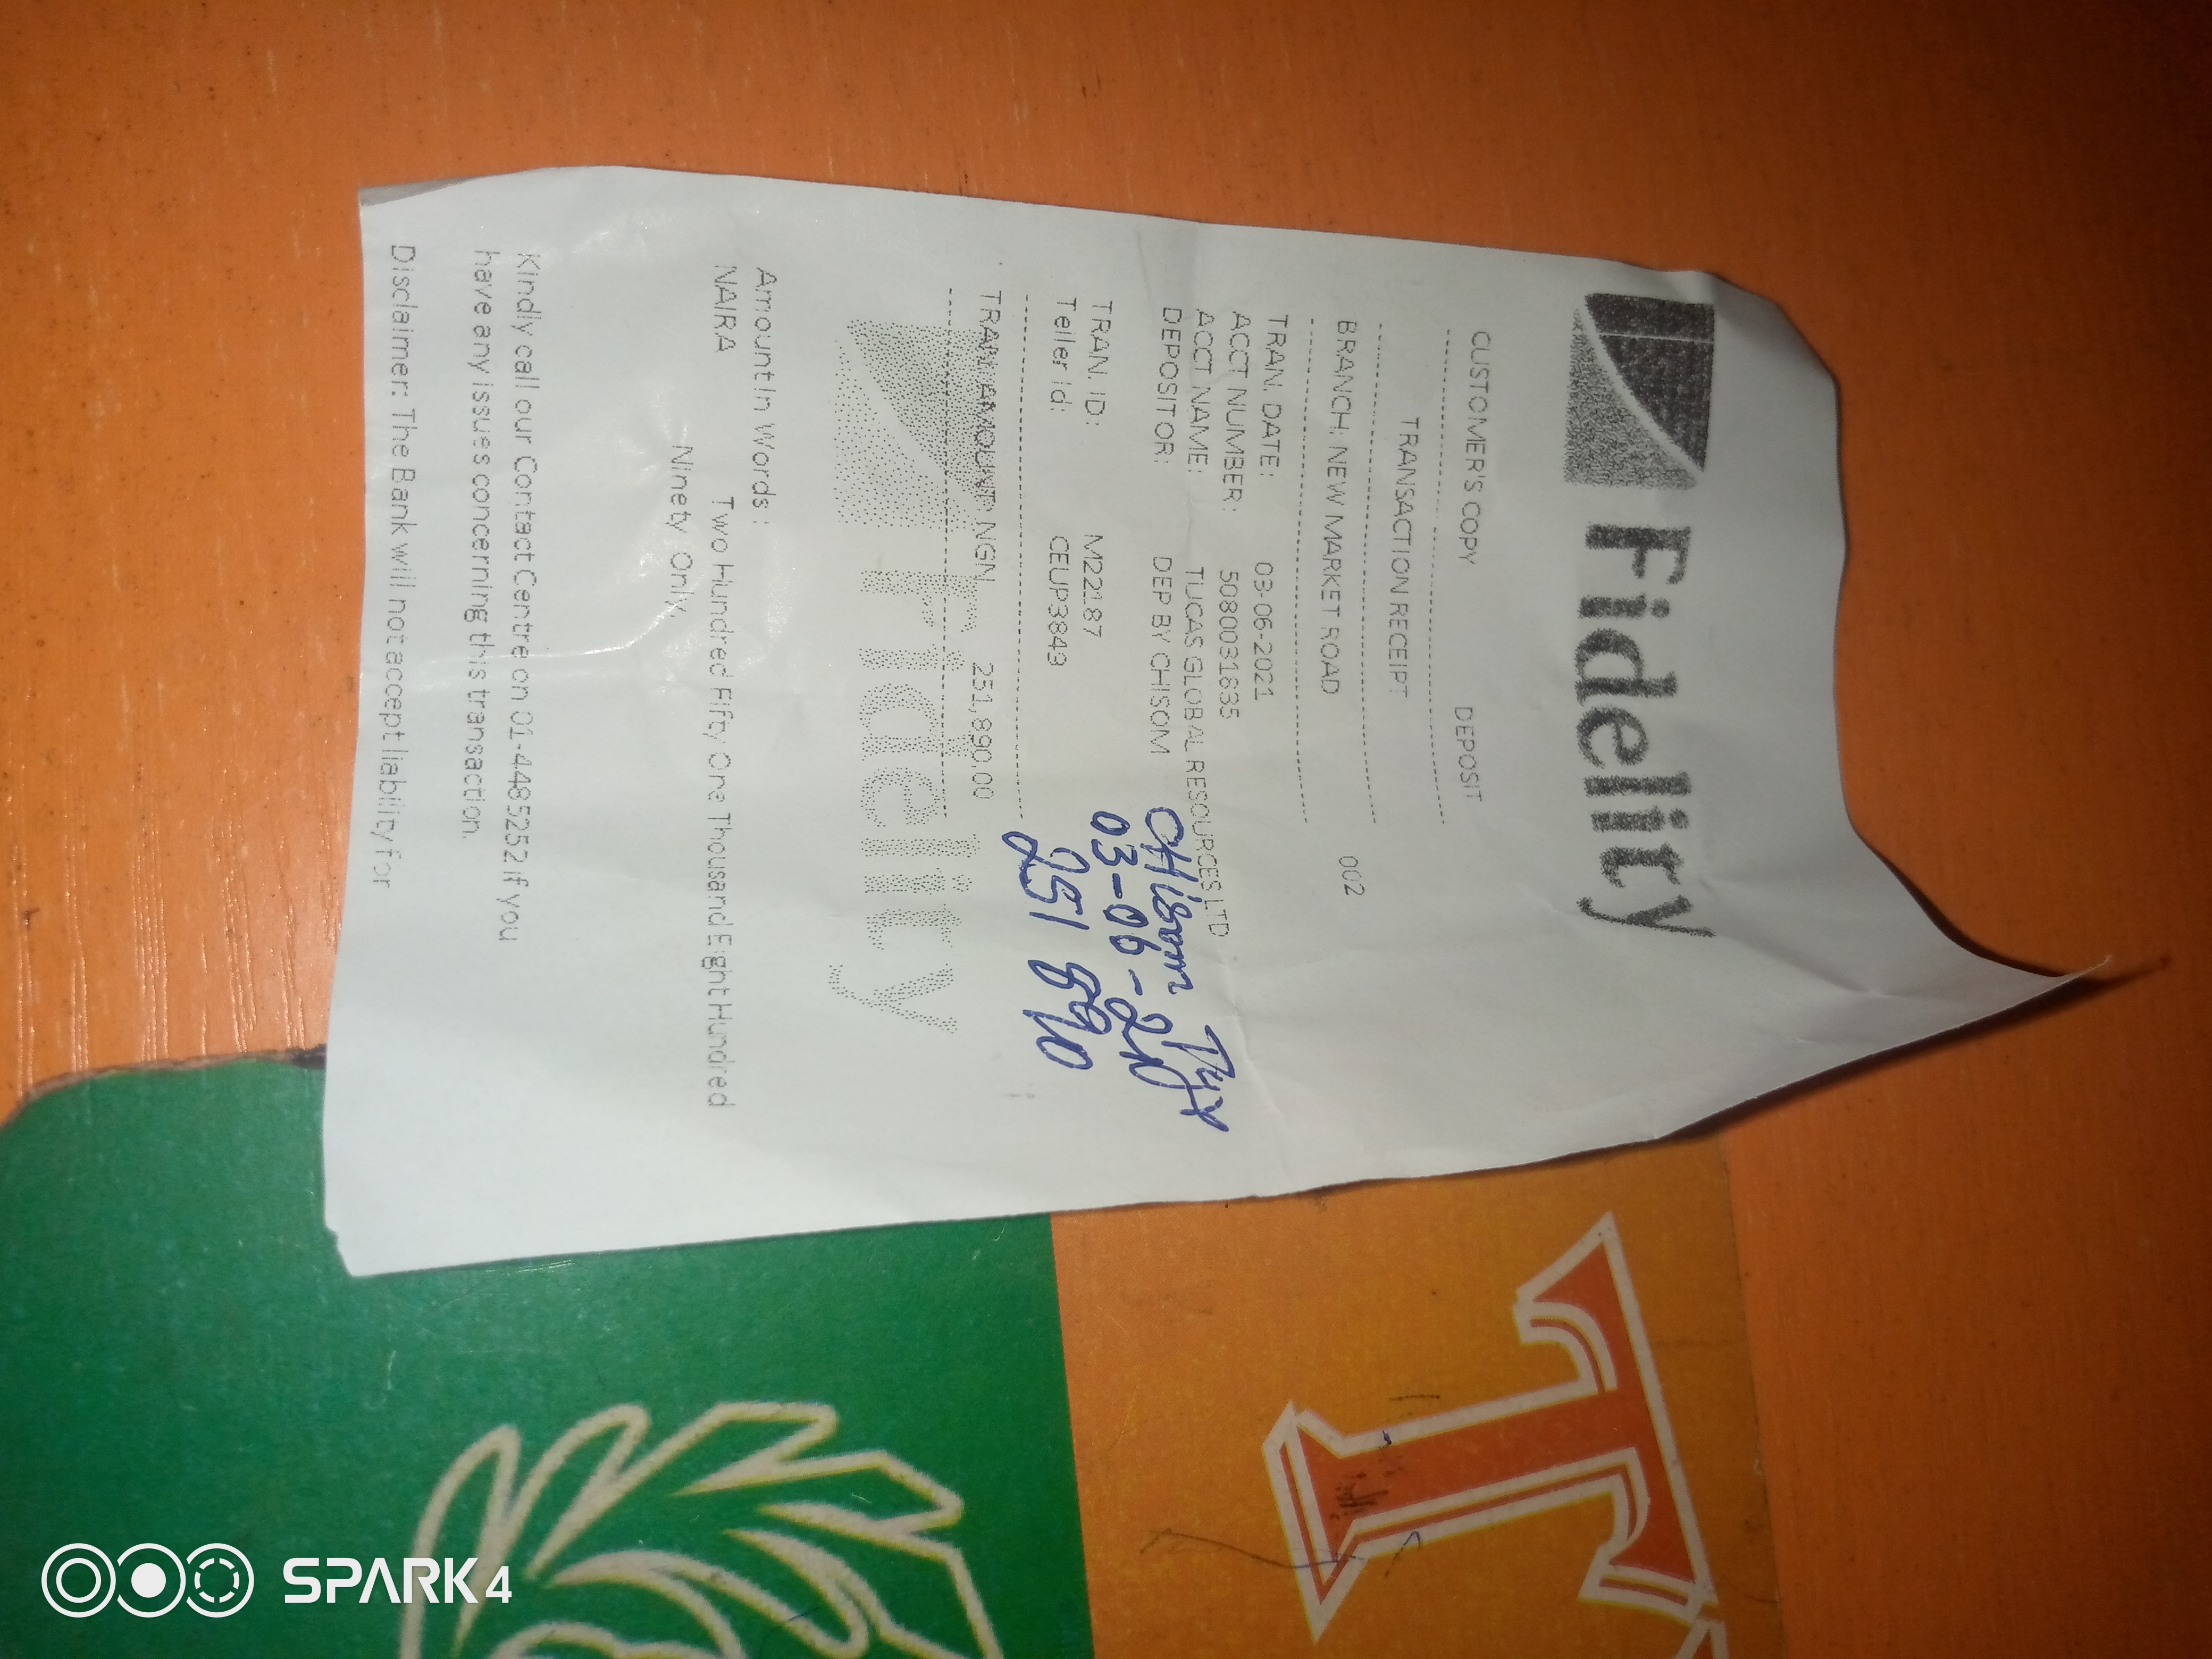 Fidelity
CUSTOMER'S COPY DEPOSIT
TRANSACTION RECEIPT
BRANCH: NEW MARKET ROAD 002
TRAN. DATE: 03-06-2021
ACCT NUMBER: 5080031635
ACCT NAME: TUCAS GLOBAL RESOURCES LTD
DEPOSITOR: DEP BY CHISOM
CHisom
03-06-
251 890
TRAN. ID: M22187
Teller Id: CEUP3849
TRAN. AMOUNT: NGN 251,890.00
Fidelity
Amount In Words :
NAIRA Two Hundred Fifty One Thousand Eight Hundred
Ninety Only.
Kindly call our Contact Centre on 01-4485252 if you
have any issues concerning this transaction.
Disclaimer: The Bank will not accept liability for
SPARK 4